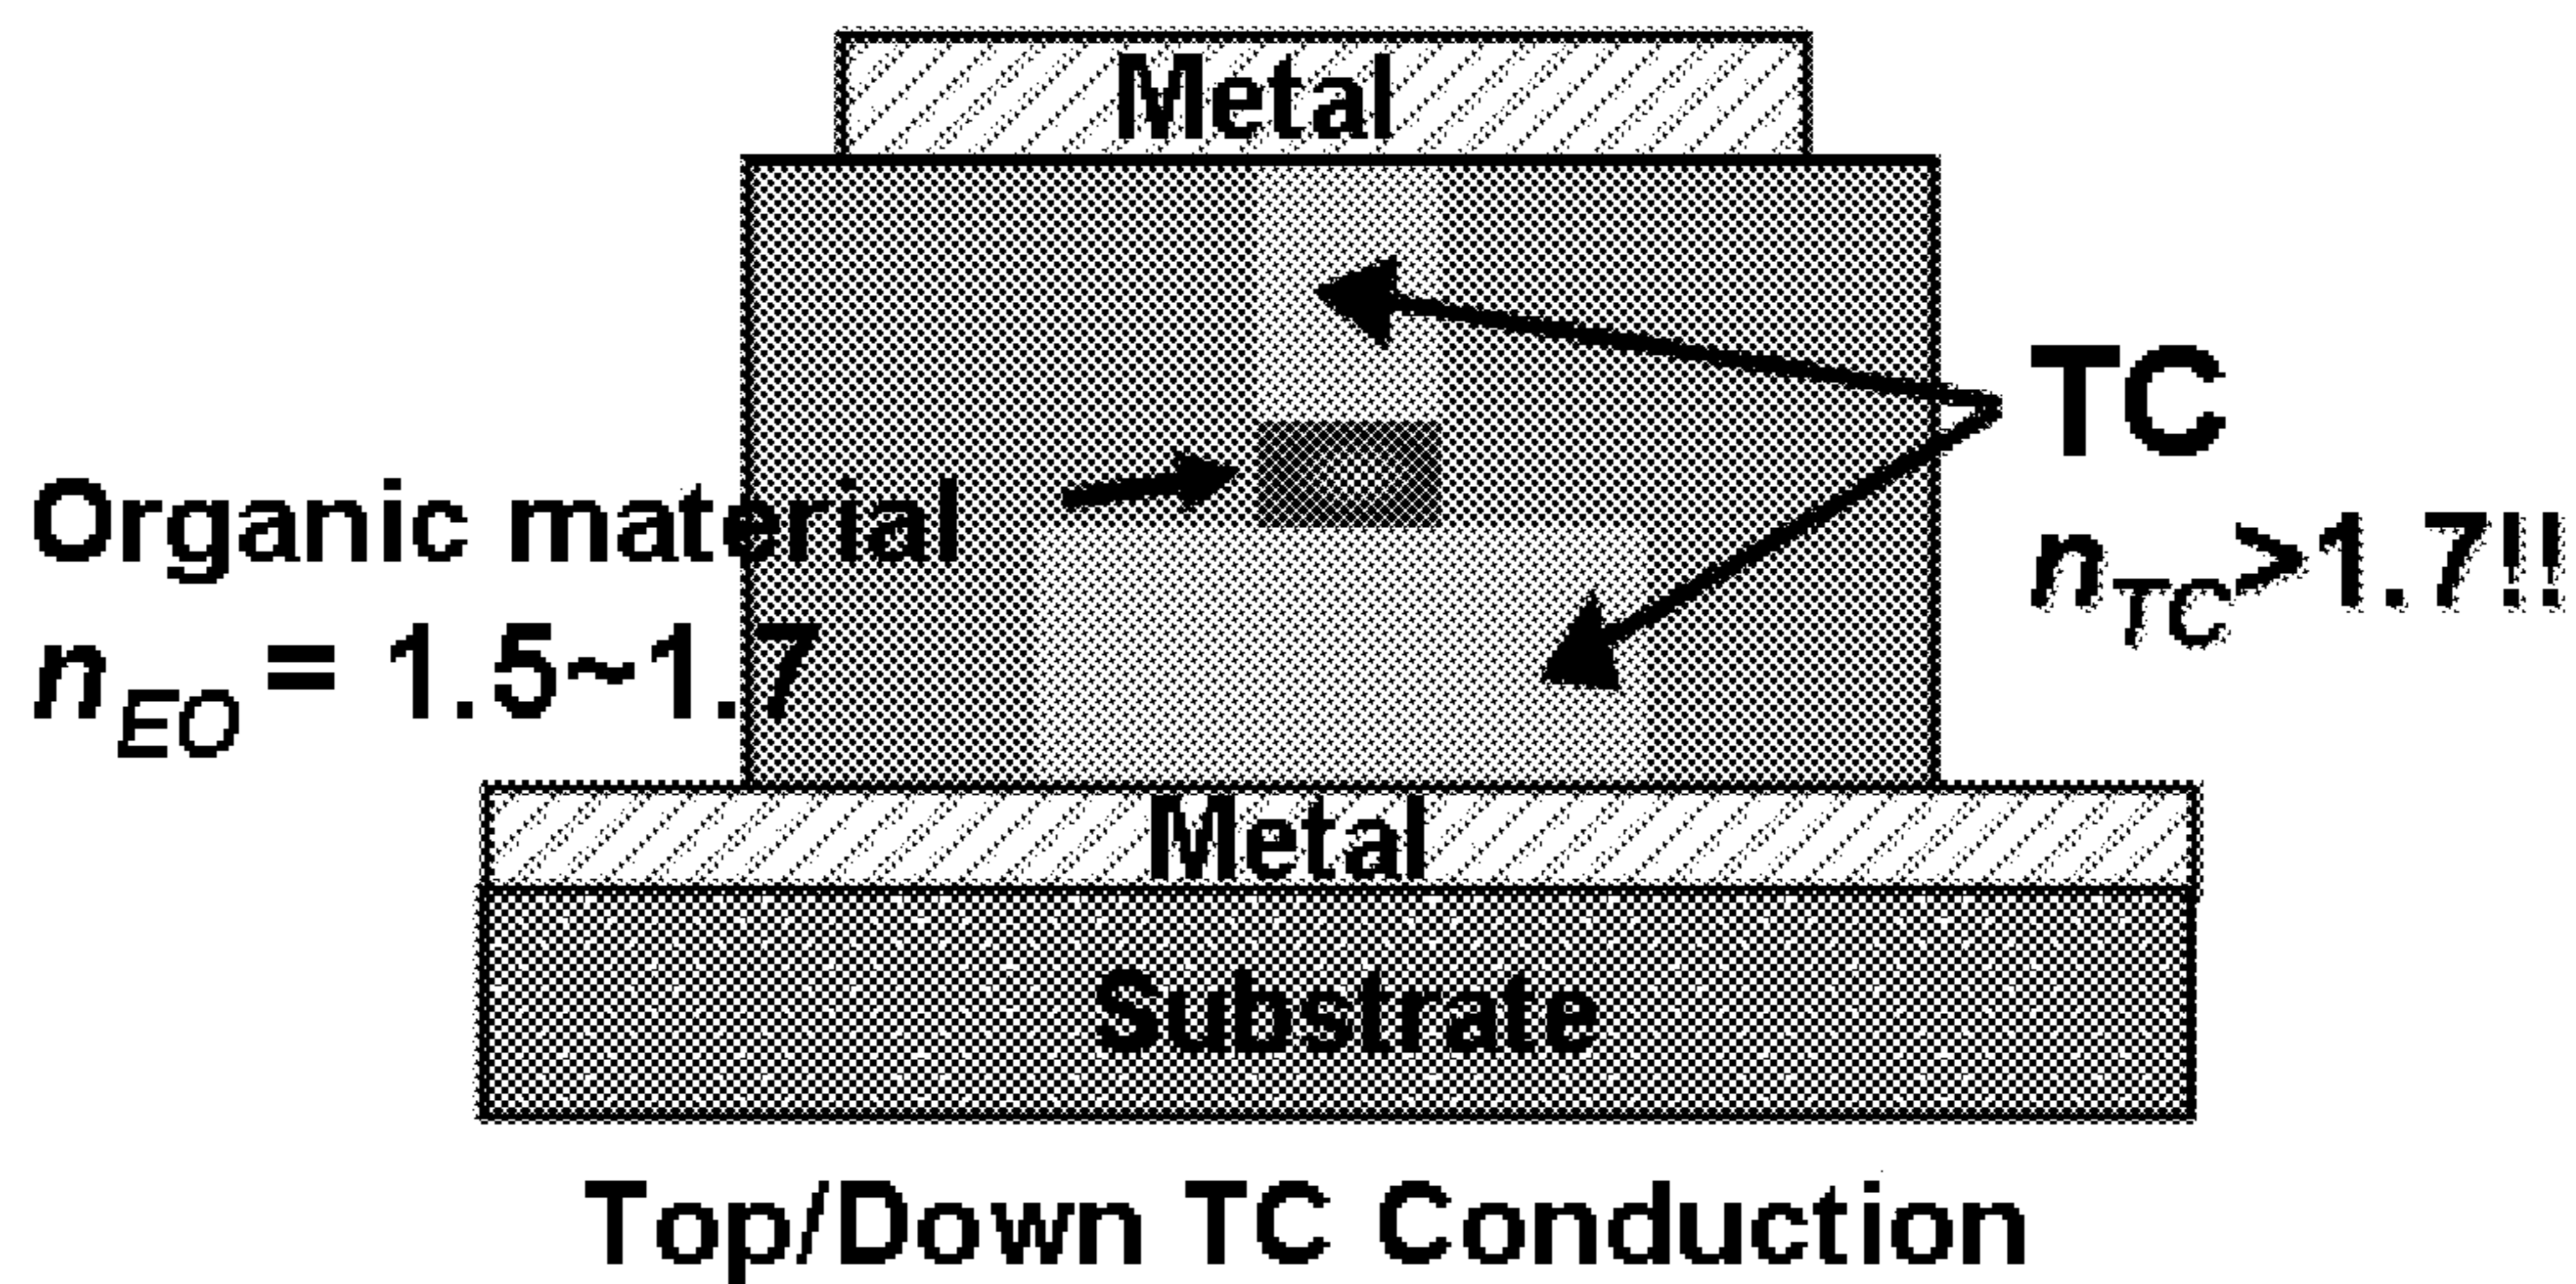 Metal
TC
n_TC>1.7!!
Organic material
n_EO = 1.5~1.7
Metal
Substrate
Top/Down TC Conduction